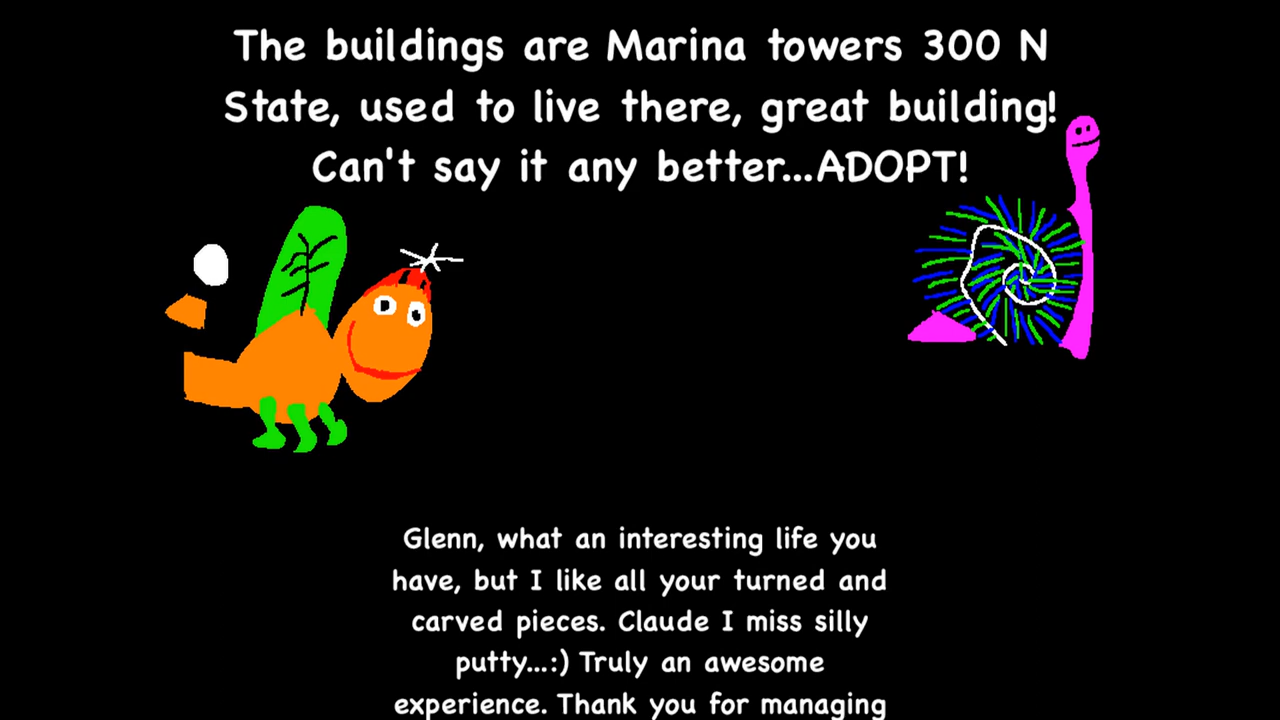 The buildings are Marina towers 300 N
State, used to live there, great building!
Can't say it any better...ADOPT!
Glenn, what an interesting life you
have, but I like all your turned and
carved pieces. Claude I miss silly
putty...:) Truly an awesome
experience. Thank you for managing